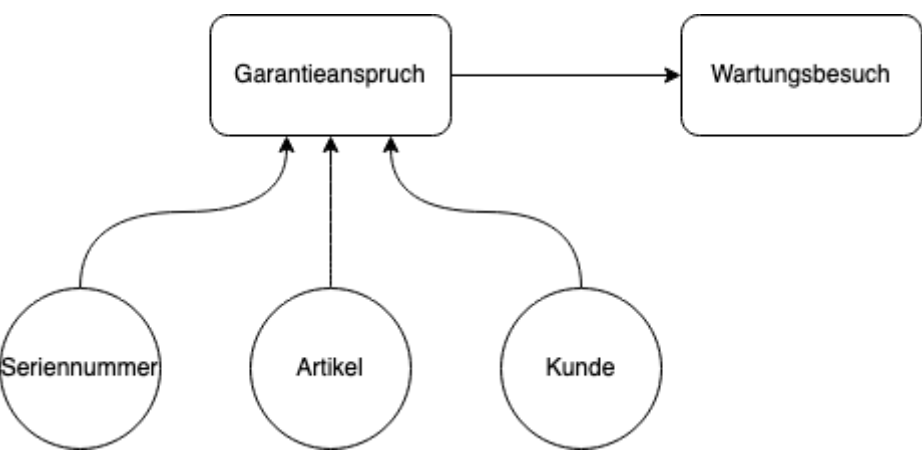 Garantieanspruch
Wartungsbesuch
Seriennummer
Artikel
Kunde